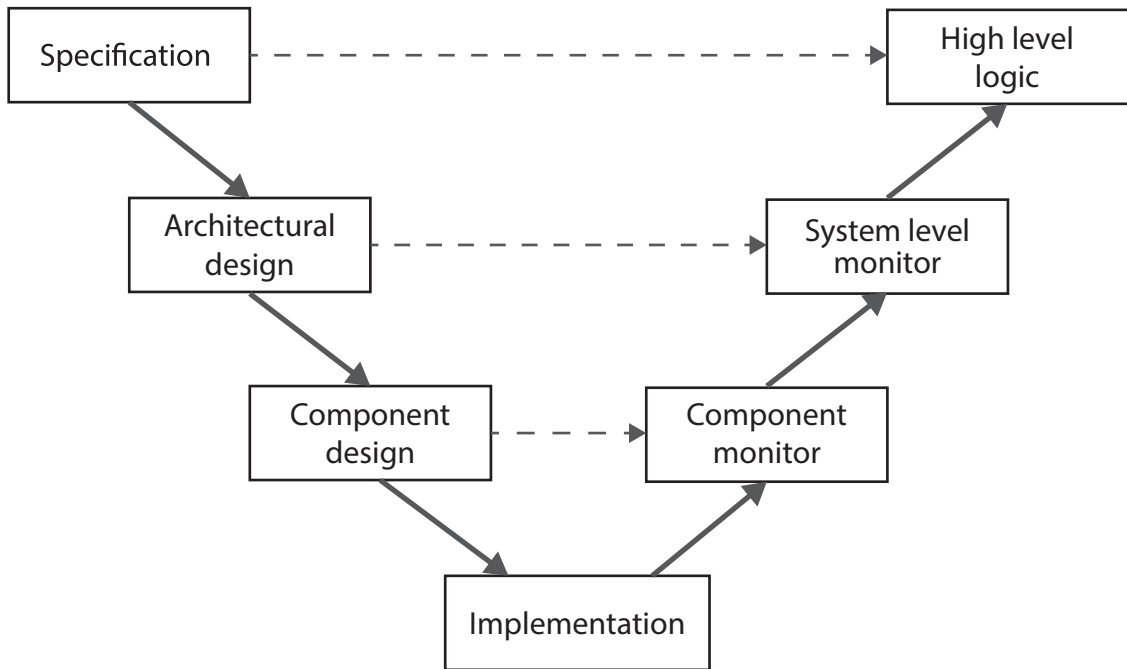 Specification
High level
logic
Architectural
design
System level
monitor
Component
design
Component
monitor
Implementation